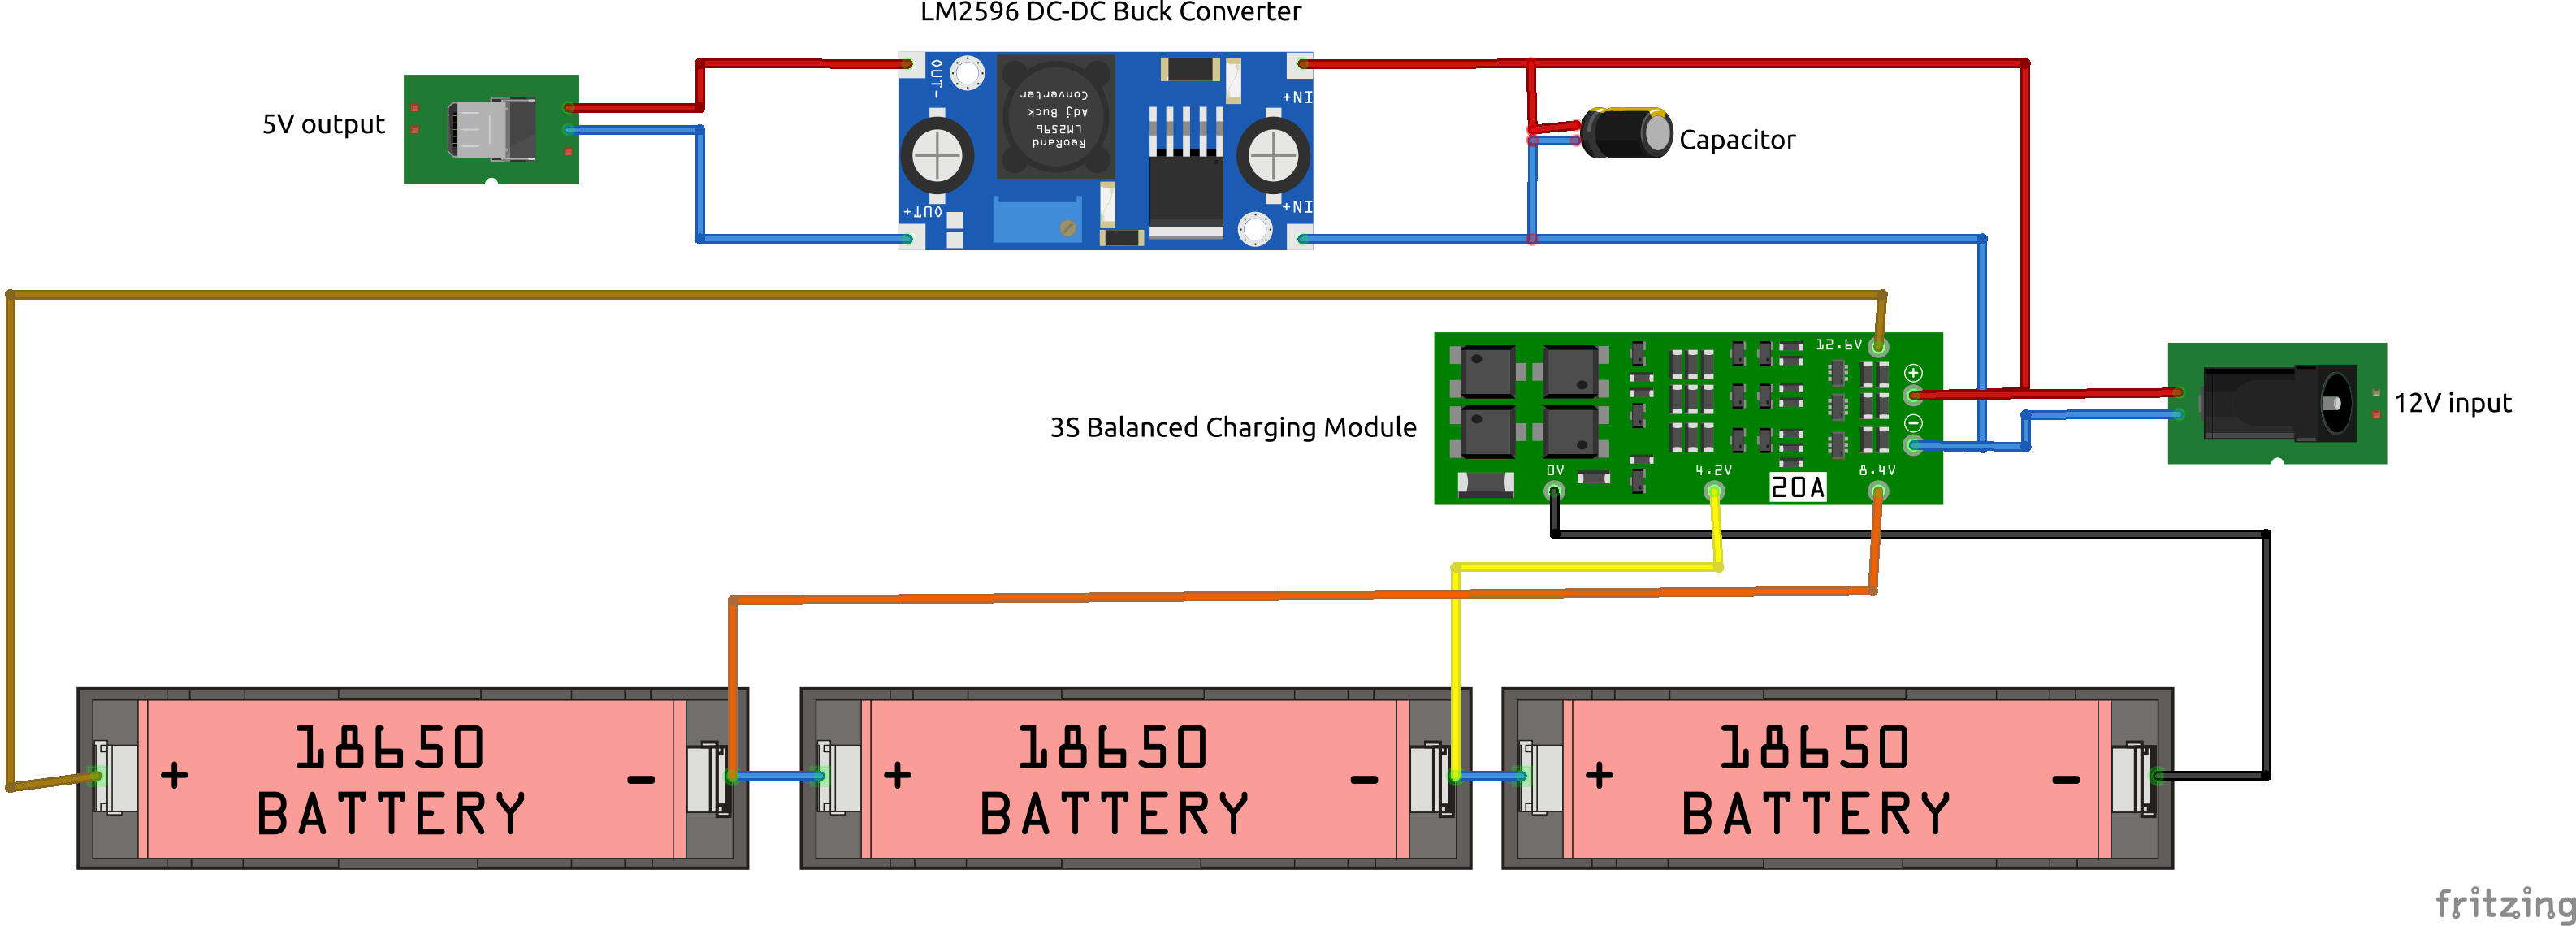 LM2596 DC-DC Buck Converter
OUT-
IN+
5V output
ReoRand
LM2596
Adj Buck
Converter
Capacitor
OUT+
IN+
12.6V
+
-
3S Balanced Charging Module
12V input
0V
4.2V
20A
8.4V
+ 18650 -
BATTERY
+ 18650 -
BATTERY
+ 18650 -
BATTERY
fritzing